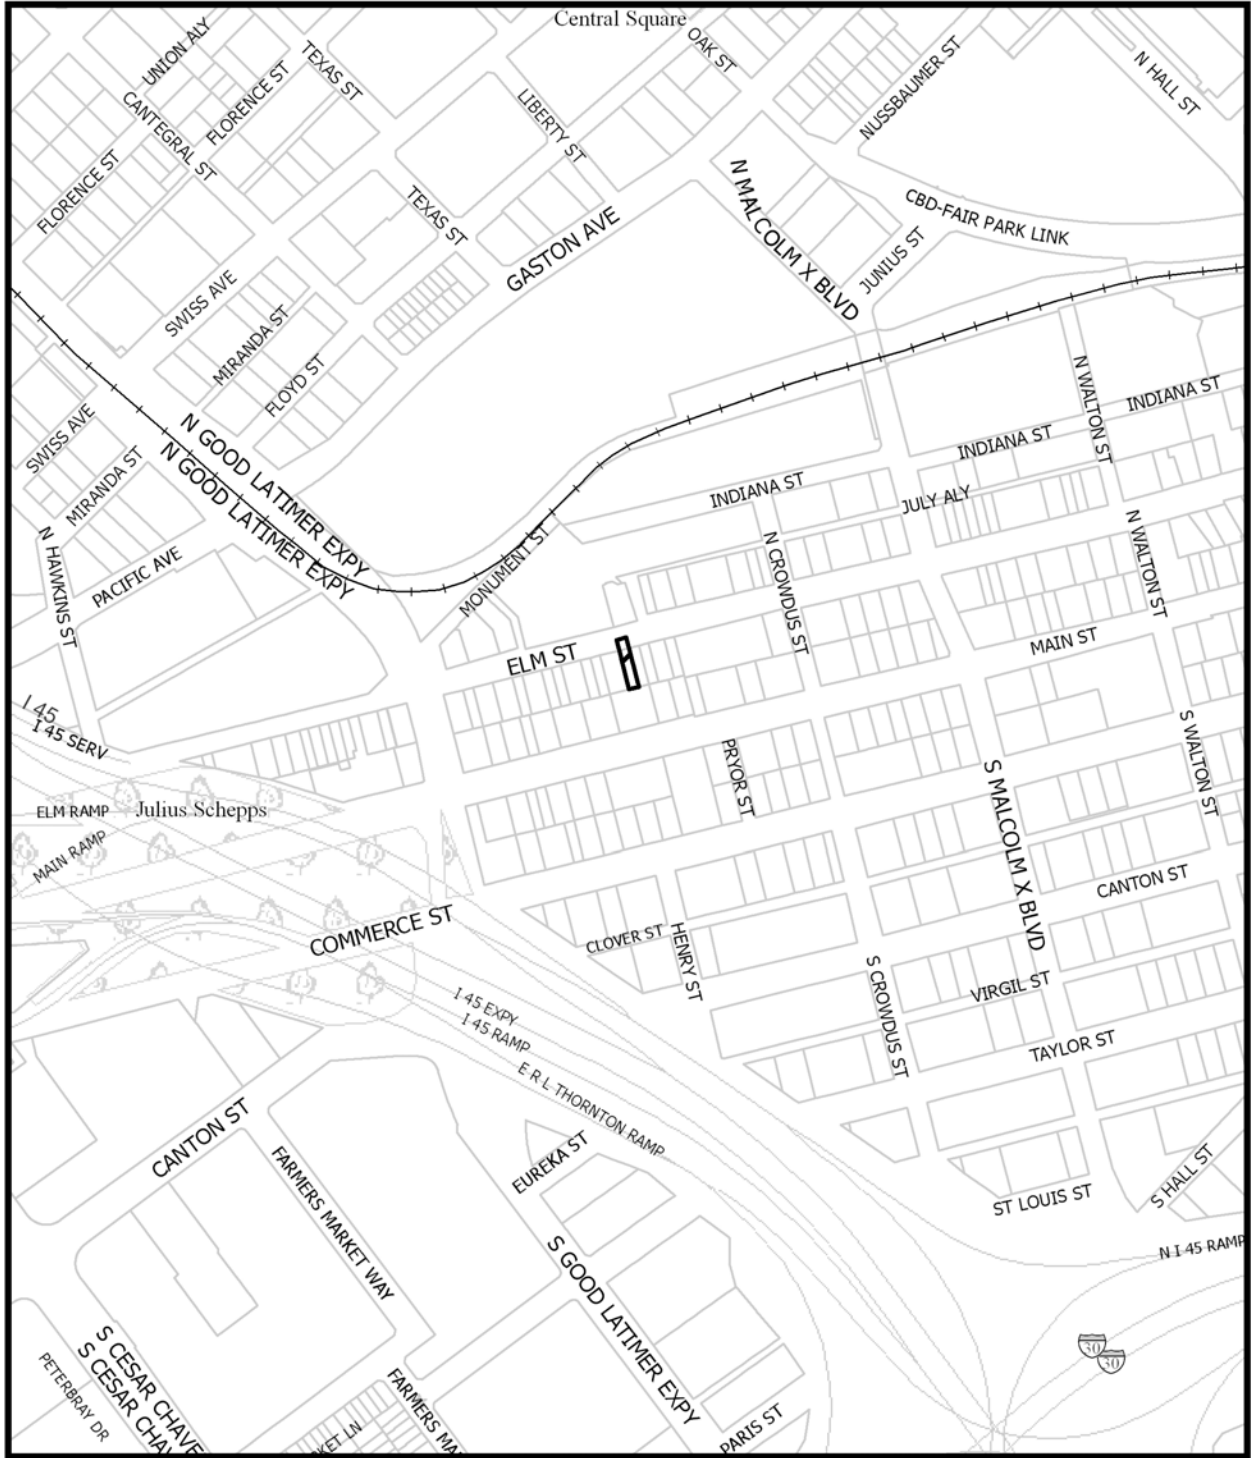 Central Square
UNION ALY
TEXAS ST
OAK ST
NUSSBAUMER ST
N HALL ST
CANTEGRAL ST
FLORENCE ST
LIBERTY ST
FLORENCE ST
TEXAS ST
GASTON AVE
N MALCOLM X BLVD
CBD-FAIR PARK LINK
JUNIUS ST
SWISS AVE
MIRANDA ST
FLOYD ST
N WALTON ST
INDIANA ST
SWISS AVE
MIRANDA ST
N GOOD LATIMER EXPY
N GOOD LATIMER EXPY
INDIANA ST
INDIANA ST
JULY ALY
N HAWKINS ST
PACIFIC AVE
MONUMENT ST
N CROWDUS ST
N WALTON ST
ELM ST
MAIN ST
I 45
I 45 SERV
PRYOR ST
S WALTON ST
ELM RAMP
Julius Schepps
MAIN RAMP
S MALCOLM X BLVD
CANTON ST
COMMERCE ST
CLOVER ST
HENRY ST
S CROWDUS ST
VIRGIL ST
I 45 EXPY
I 45 RAMP
TAYLOR ST
E R L THORNTON RAMP
CANTON ST
FARMERS MARKET WAY
EUREKA ST
ST LOUIS ST
S HALL ST
N I 45 RAMP
S GOOD LATIMER EXPY
30
30
S CESAR CHAVE
S CESAR CHAV
PETERBRAY DR
FARMERS MA
KET LN
PARIS ST